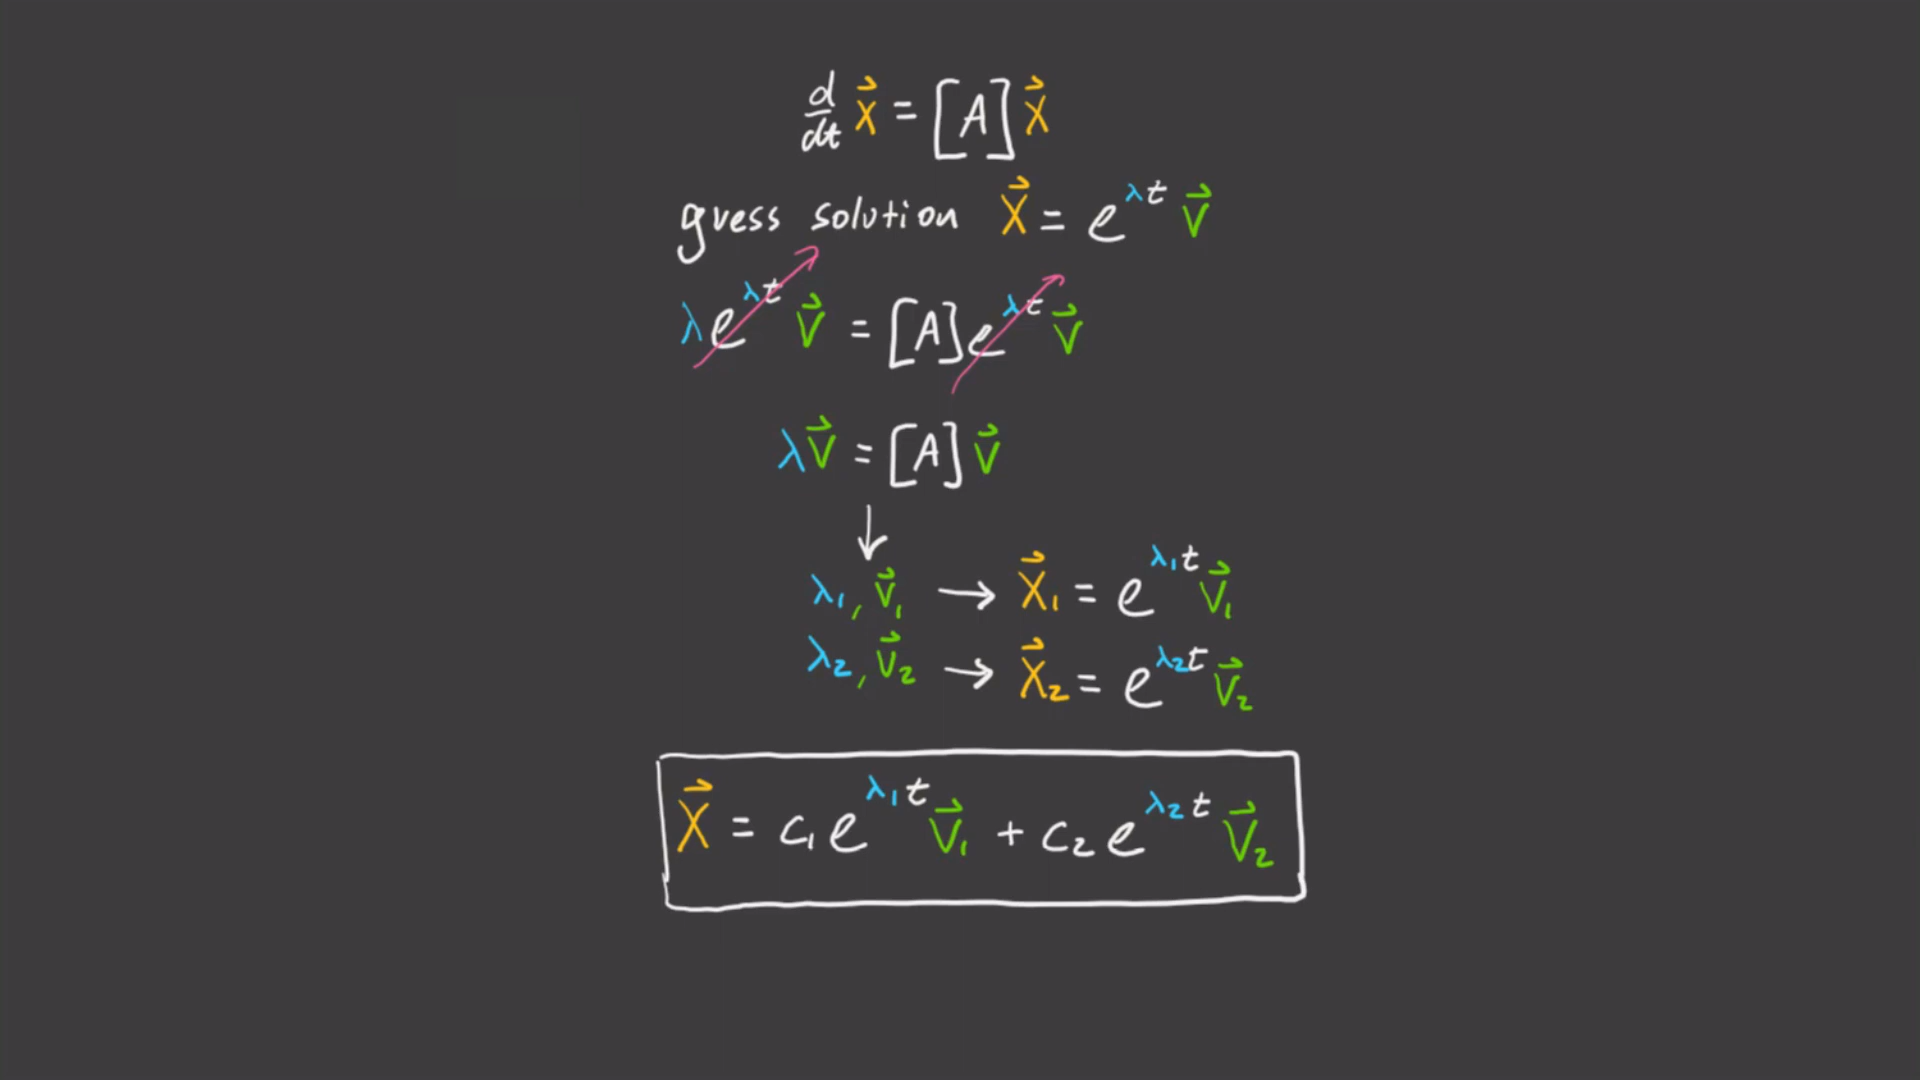 d/dt x⃗ = [A] x⃗
guess solution x⃗ = e^λt v⃗
λe^λt v⃗ = [A]e^λt v⃗
λv⃗ = [A] v⃗
↓
λ₁, v⃗₁ → x⃗₁ = e^λ₁t v⃗₁
λ₂, v⃗₂ → x⃗₂ = e^λ₂t v⃗₂
x⃗ = c₁e^λ₁t v⃗₁ + c₂e^λ₂t v⃗₂